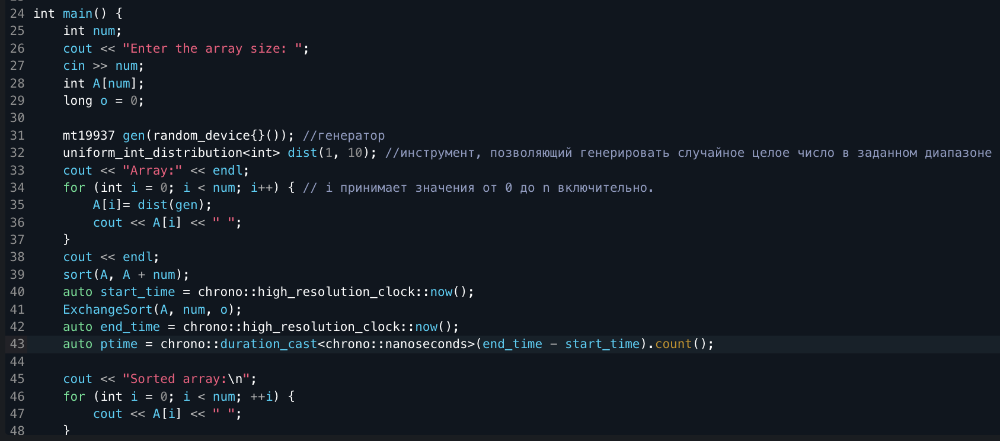 24 int main() {
25     int num;
26     cout << "Enter the array size: ";
27     cin >> num;
28     int A[num];
29     long o = 0;
30
31     mt19937 gen(random_device{}()); //генератор
32     uniform_int_distribution<int> dist(1, 10); //инструмент, позволяющий генерировать случайное целое число в заданном диапазоне
33     cout << "Array:" << endl;
34     for (int i = 0; i < num; i++) { // i принимает значения от 0 до n включительно.
35         A[i]= dist(gen);
36         cout << A[i] << " ";
37     }
38     cout << endl;
39     sort(A, A + num);
40     auto start_time = chrono::high_resolution_clock::now();
41     ExchangeSort(A, num, o);
42     auto end_time = chrono::high_resolution_clock::now();
43     auto ptime = chrono::duration_cast<chrono::nanoseconds>(end_time - start_time).count();
44
45     cout << "Sorted array:\n";
46     for (int i = 0; i < num; ++i) {
47         cout << A[i] << " ";
48     }